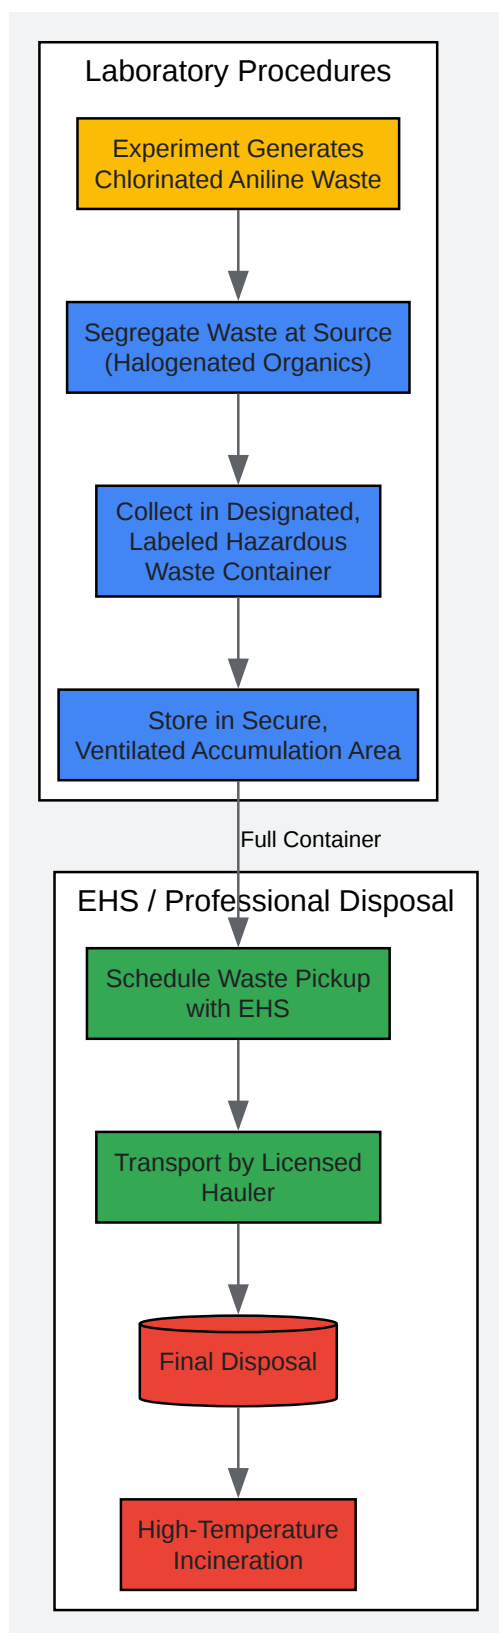 Laboratory Procedures
Experiment Generates
Chlorinated Aniline Waste
Segregate Waste at Source
(Halogenated Organics)
Collect in Designated,
Labeled Hazardous
Waste Container
Store in Secure,
Ventilated Accumulation Area
Full Container
EHS / Professional Disposal
Schedule Waste Pickup
with EHS
Transport by Licensed
Hauler
Final Disposal
High-Temperature
Incineration